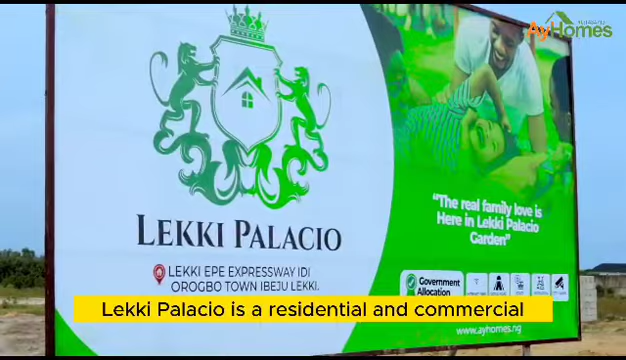 AyHomes
LEKKI PALACIO
LEKKI EPE EXPRESSWAY IDI
OROGBO TOWN IBEJU LEKKI.
"The real family love is
Here in Lekki Palacio
Garden"
Government
Allocation
www.ayhomes.ng
Lekki Palacio is a residential and commercial